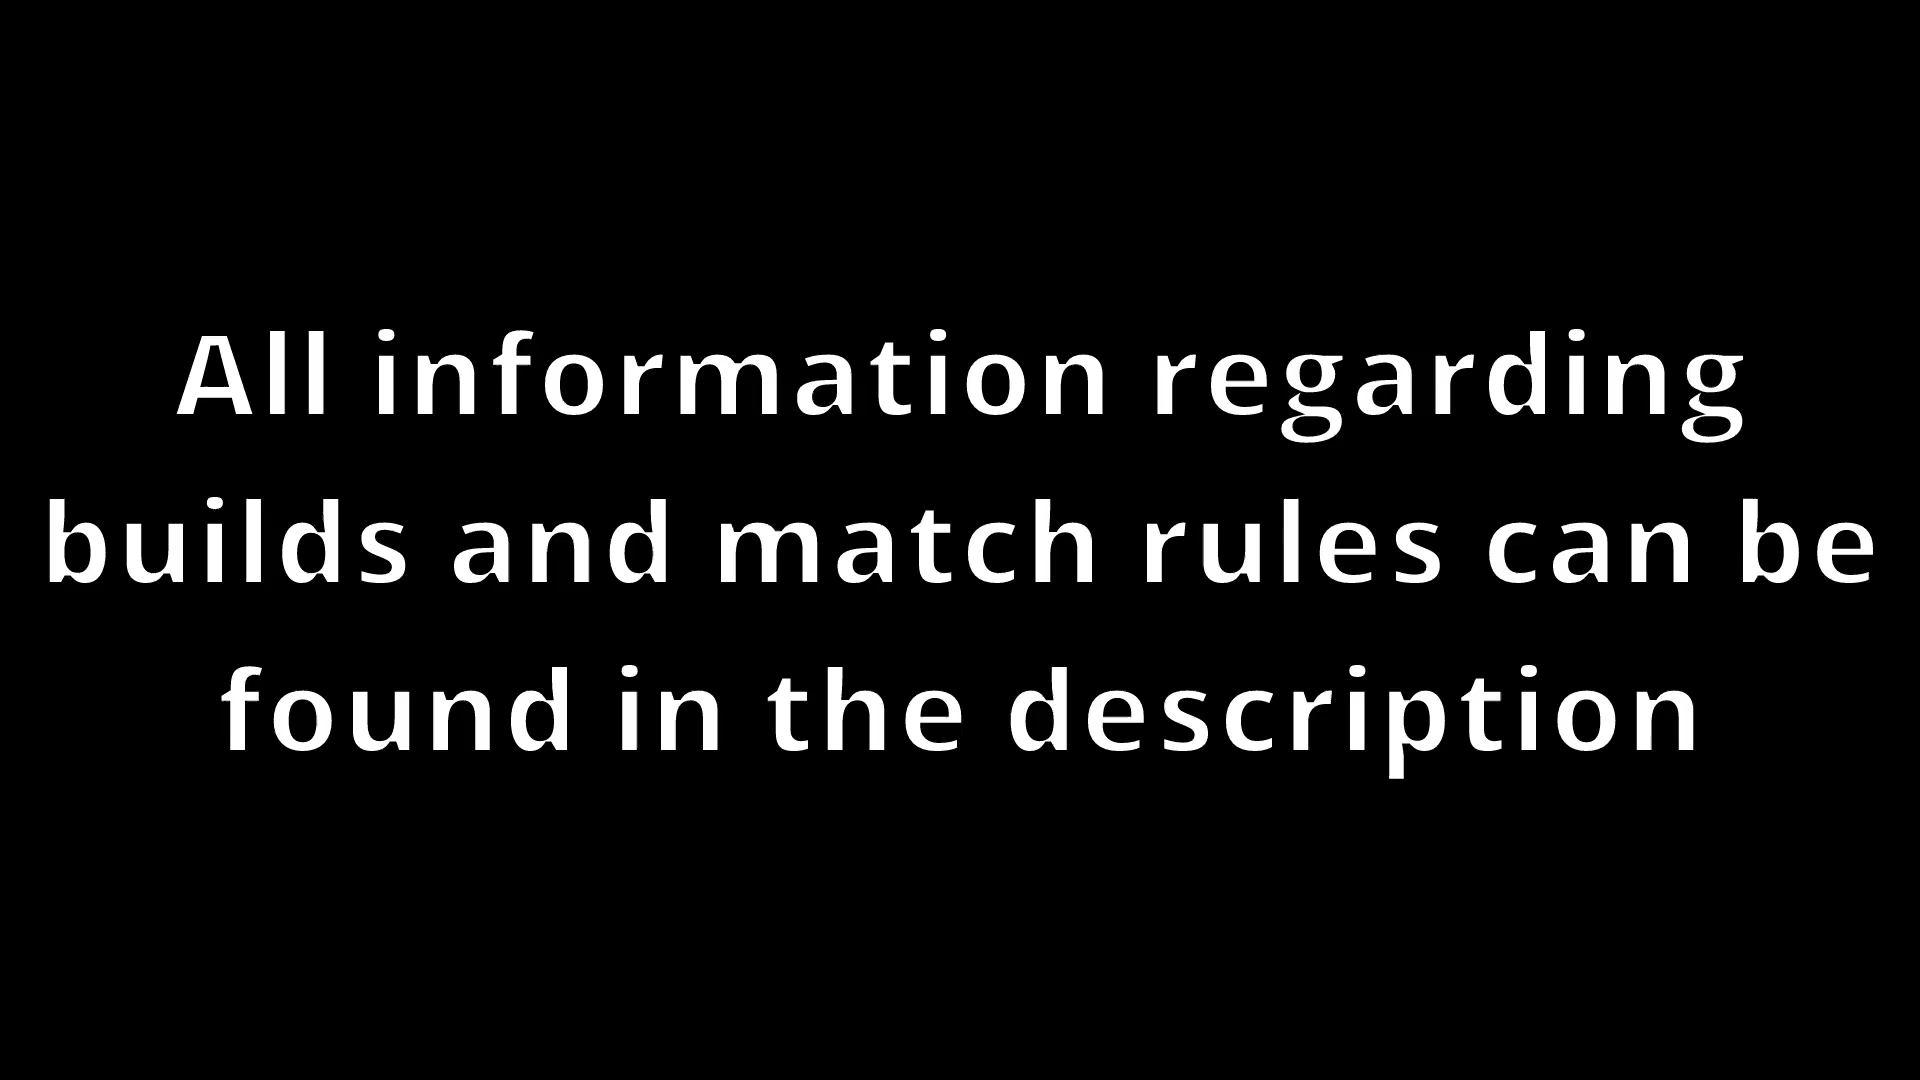 All information regarding
builds and match rules can be
found in the description